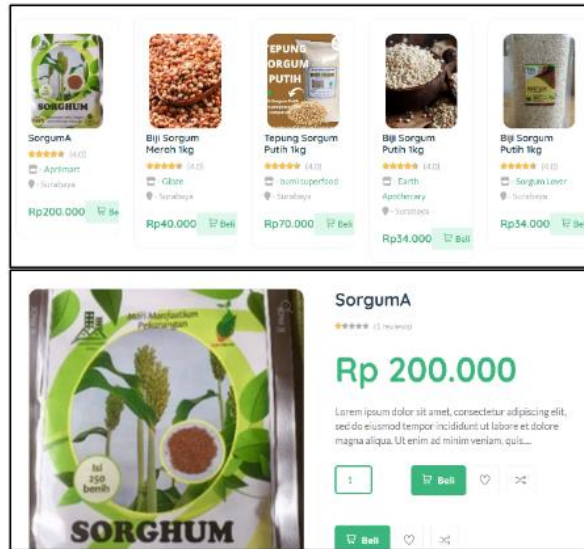 SORGHUM
TEPUNG
SORGUM
PUTIH
SorgumA
(4.0)
- Aprilmart
- Surabaya
Rp200.000
Beli
Biji Sorgum
Merah 1kg
(4.0)
- Surabaya
Rp40.000
Beli
Tepung Sorgum
Putih 1kg
(4.0)
- bumisuperfood
- Surabaya
Rp70.000
Beli
Biji Sorgum
Putih 1kg
(4.0)
- Earth
Apothecary
- Surabaya
Rp34.000
Beli
Biji Sorgum
Putih 1kg
(4.0)
- Sorgum Lover -
- Surabaya
Rp34.000
Be
Mari Manfaatkan
Pekarangan
Isi
250
benih
SORGHUM
SorgumA
(1 reviews)
Rp 200.000
Lorem ipsum dolor sit amet, consectetur adipiscing elit,
sed do eiusmod tempor incididunt ut labore et dolore
magna aliqua. Ut enim ad minim veniam, quis....
1
Beli
Beli